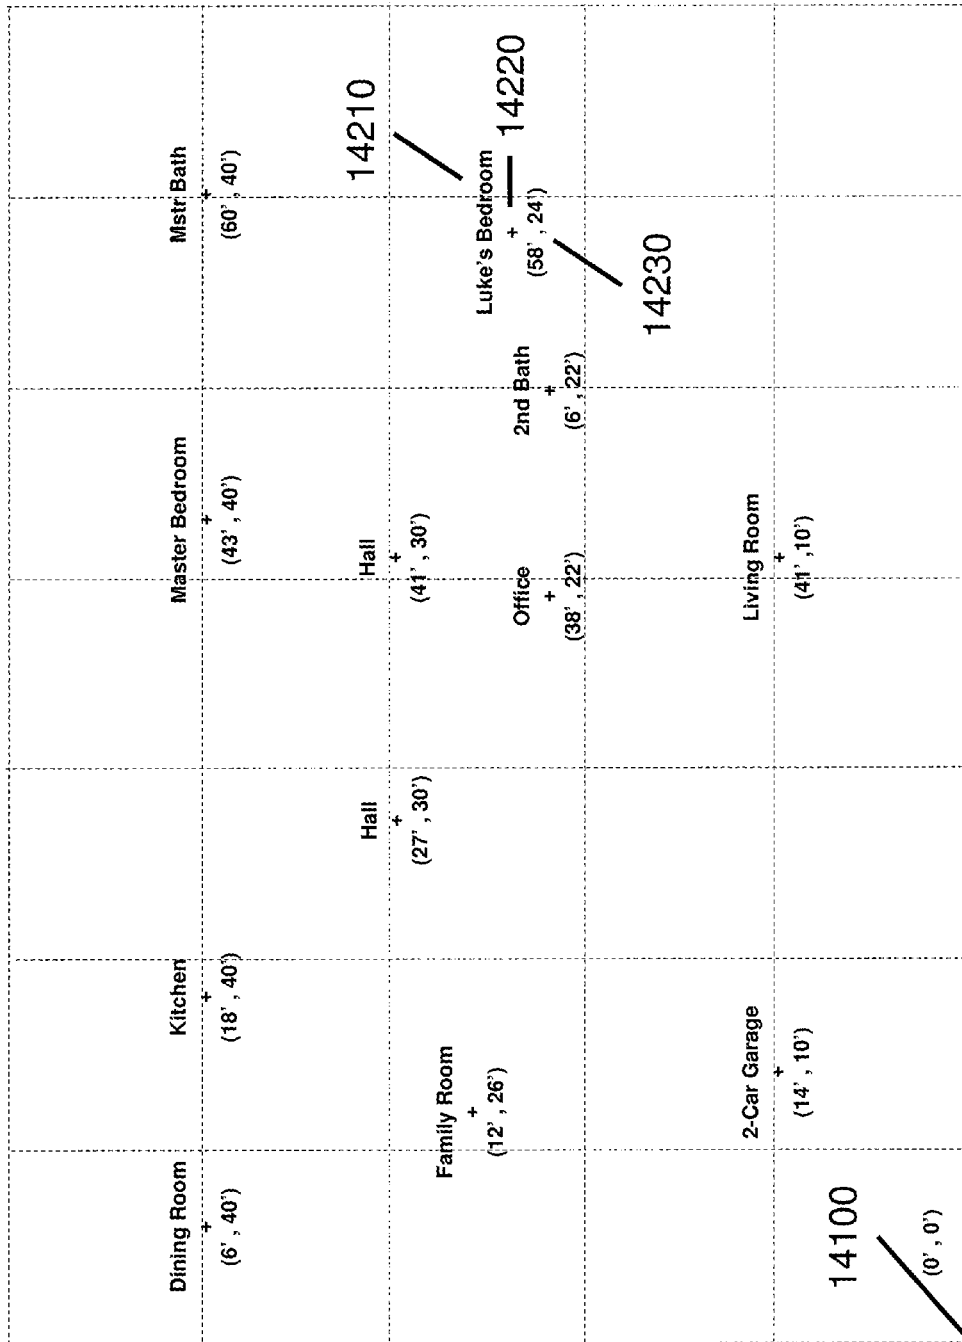 Dining Room
(6' , 40')
Kitchen
(18' , 40')
Master Bedroom
(43' , 40')
Mstr Bath
(60' , 40')
Hall
(27' , 30')
Hall
(41' , 30')
14210
Family Room
(12' , 26')
Office
(38' , 22')
2nd Bath
(6' , 22')
Luke's Bedroom
(58' , 24')
14220
14230
2-Car Garage
(14' , 10')
Living Room
(41' ,10')
14100
(0' , 0')